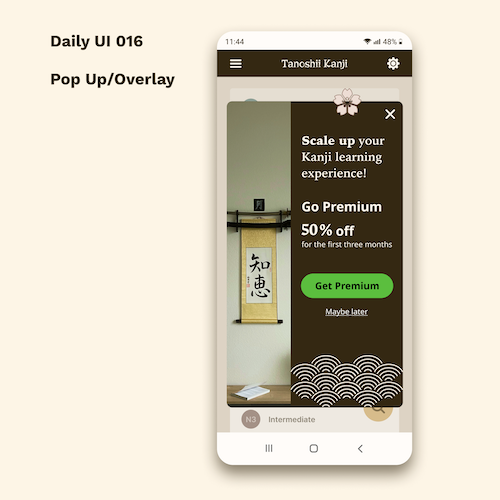 Daily UI 016
Pop Up/Overlay
11:44
48%
Tanoshii Kanji
Scale up your
Kanji learning
experience!
Go Premium
50% off
for the first three months
Get Premium
Maybe later
知
恵
N3 Intermediate